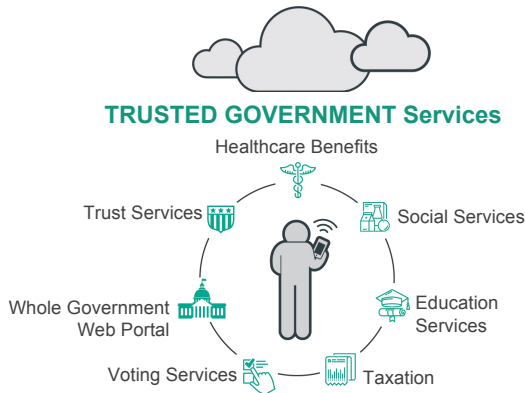 TRUSTED GOVERNMENT Services
Healthcare Benefits
Trust Services
Social Services
Whole Government
Web Portal
Education
Services
Voting Services
Taxation